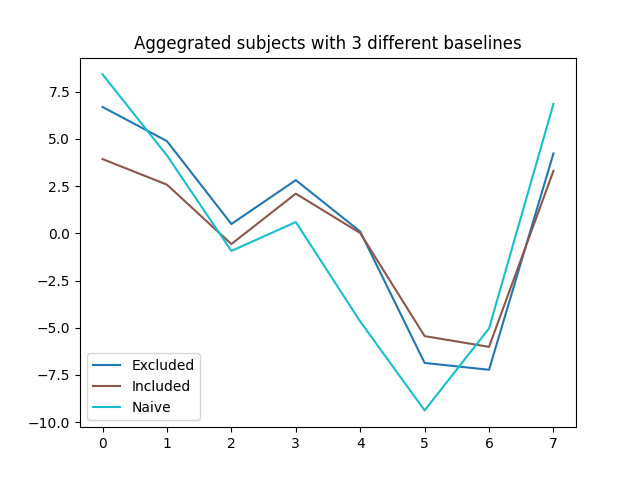 Aggegrated subjects with 3 different baselines
7.5
5.0
2.5
0.0
−2.5
−5.0
−7.5
−10.0
Excluded
Included
Naive
0 1 2 3 4 5 6 7